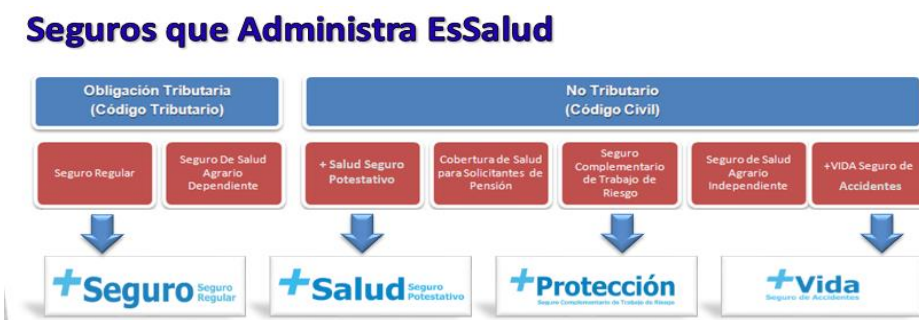 Seguros que Administra EsSalud
Obligación Tributaria
(Código Tributario)
No Tributario
(Código Civil)
Seguro Regular
Seguro De Salud
Agrario
Dependiente
+ Salud Seguro
Potestativo
Cobertura de Salud
para Solicitantes de
Pensión
Seguro
Complementario
de Trabajo de
Riesgo
Seguro de Salud
Agrario
Independiente
+VIDA Seguro de
Accidentes
+Seguro Seguro
Regular
+Salud Seguro
Potestativo
+Protección
Seguro Complementario de Trabajo de Riesgo
+Vida
Seguro de Accidentes